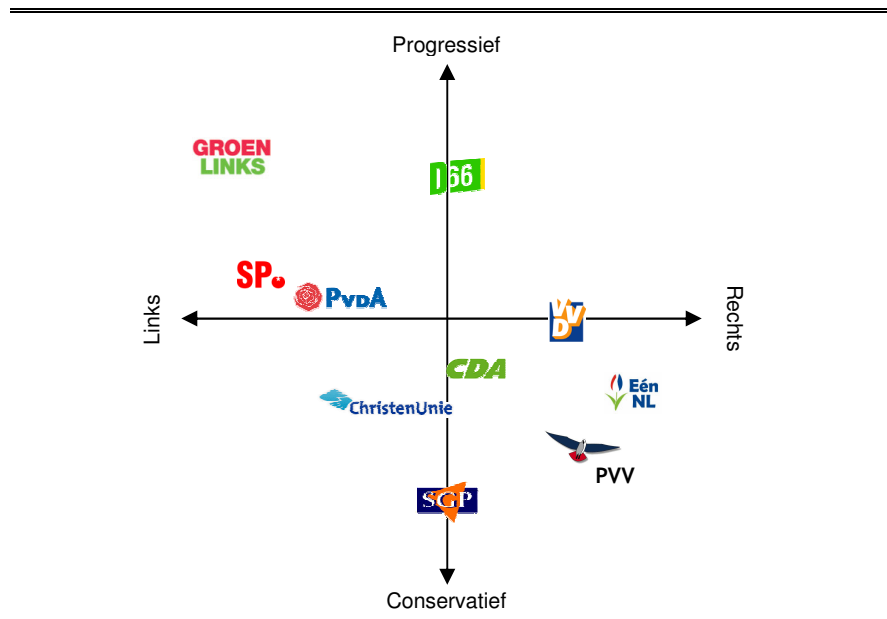 Progressief
GROEN
LINKS
D66
SP
PVDA
Links
Rechts
VVD
CDA
Eén
NL
ChristenUnie
PVV
SGP
Conservatief